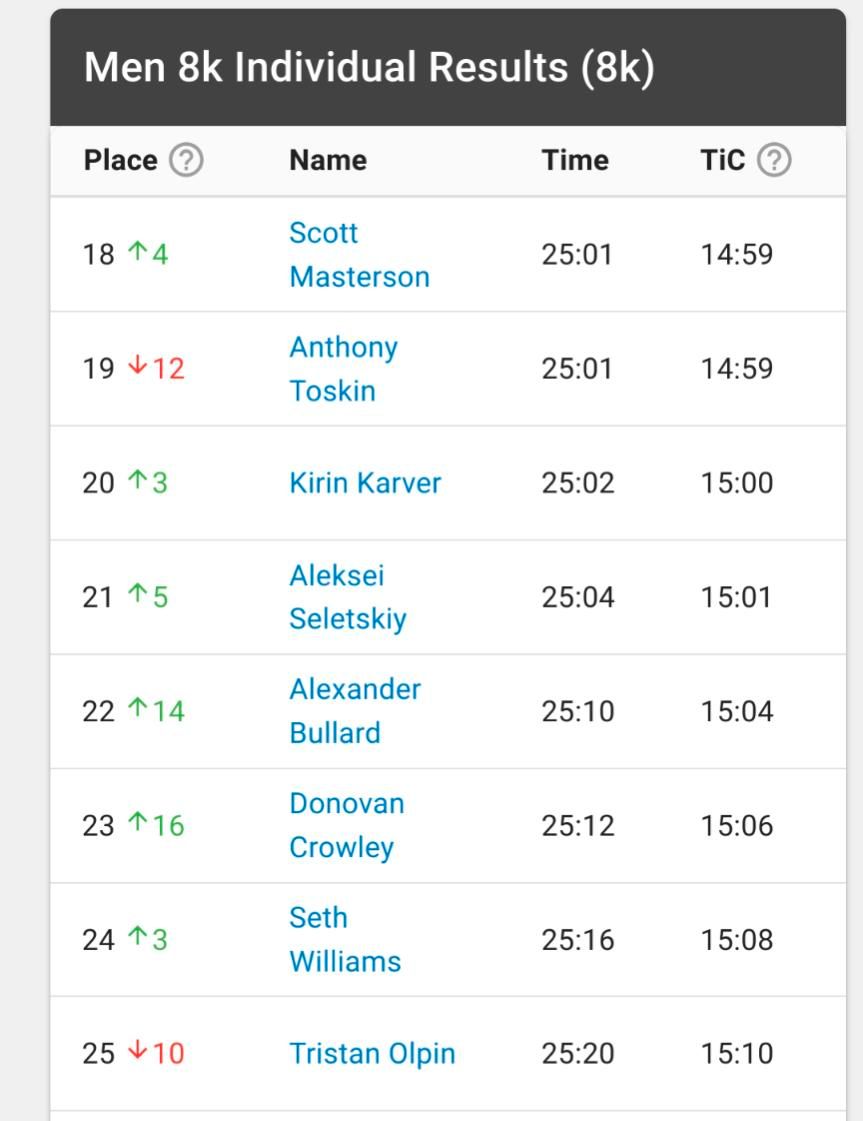 Men 8k Individual Results (8k)
Place ? Name Time TiC ?
18 ↑4 Scott Masterson 25:01 14:59
19 ↓12 Anthony Toskin 25:01 14:59
20 ↑3 Kirin Karver 25:02 15:00
21 ↑5 Aleksei Seletskiy 25:04 15:01
22 ↑14 Alexander Bullard 25:10 15:04
23 ↑16 Donovan Crowley 25:12 15:06
24 ↑3 Seth Williams 25:16 15:08
25 ↓10 Tristan Olpin 25:20 15:10